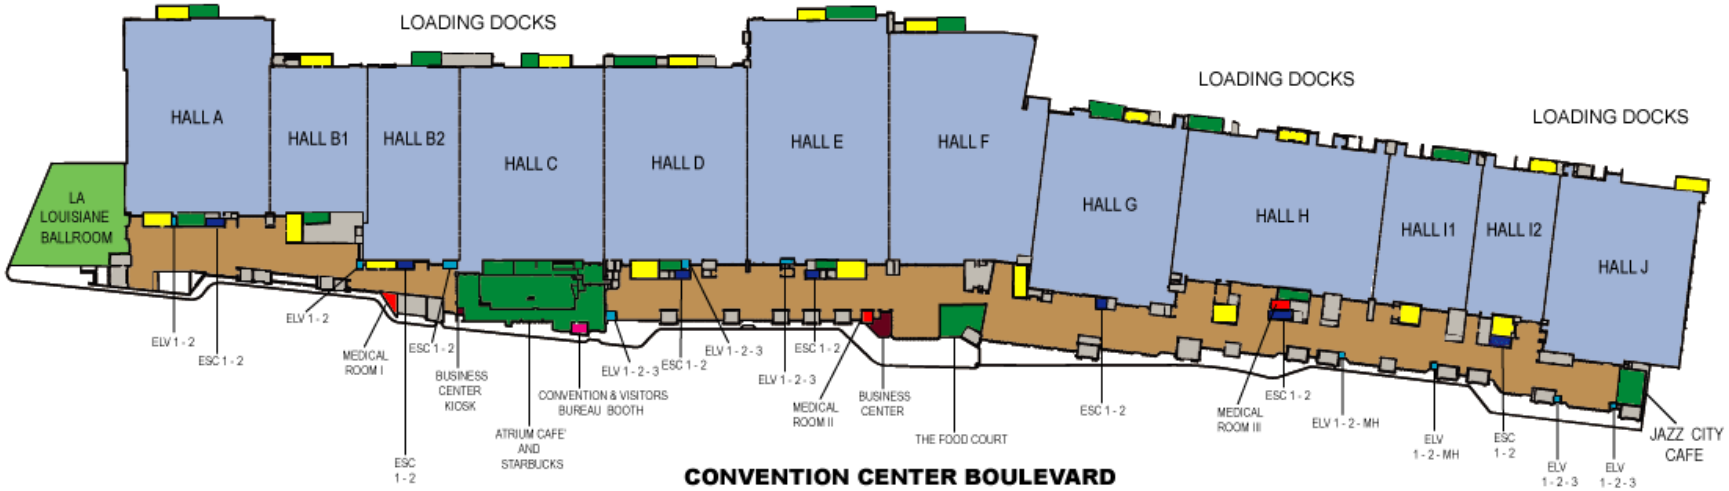 LOADING DOCKS
LOADING DOCKS
LOADING DOCKS
HALL A
HALL B1
HALL B2
HALL C
HALL D
HALL E
HALL F
HALL G
HALL H
HALL I1
HALL I2
HALL J
LA
LOUISIANE
BALLROOM
ELV 1 - 2
ESC 1 - 2
ELV 1 - 2
MEDICAL
ROOM I
ESC
1 - 2
ESC 1 - 2
BUSINESS
CENTER
KIOSK
ATRIUM CAFE'
AND
STARBUCKS
CONVENTION & VISITORS
BUREAU BOOTH
ELV 1 - 2 - 3
ESC 1 - 2
ELV 1 - 2 - 3
ELV 1 - 2 - 3
ESC 1 - 2
MEDICAL
ROOM II
BUSINESS
CENTER
THE FOOD COURT
ESC 1 - 2
MEDICAL
ROOM III
ESC 1 - 2
ELV 1 - 2 - MH
ELV
1 - 2 - MH
ESC
1 - 2
ELV
1 - 2 - 3
ELV
1 - 2 - 3
JAZZ CITY
CAFE
CONVENTION CENTER BOULEVARD